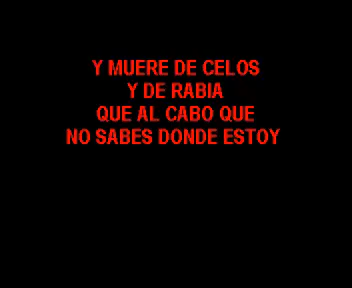 Y MUERE DE CELOS
Y DE RABIA
QUE AL CABO QUE
NO SABES DONDE ESTOY